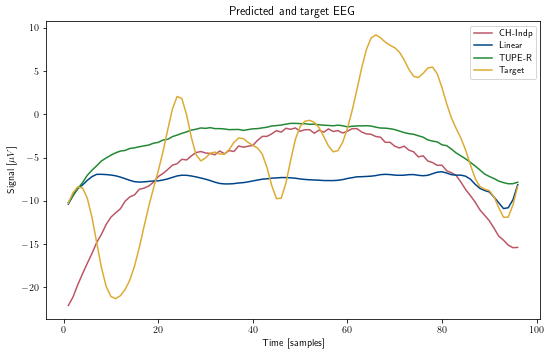 Predicted and target EEG
CH-Indp
Linear
TUPE-R
Target
Signal [μV]
10
5
0
−5
−10
−15
−20
0
20
40
60
80
100
Time [samples]